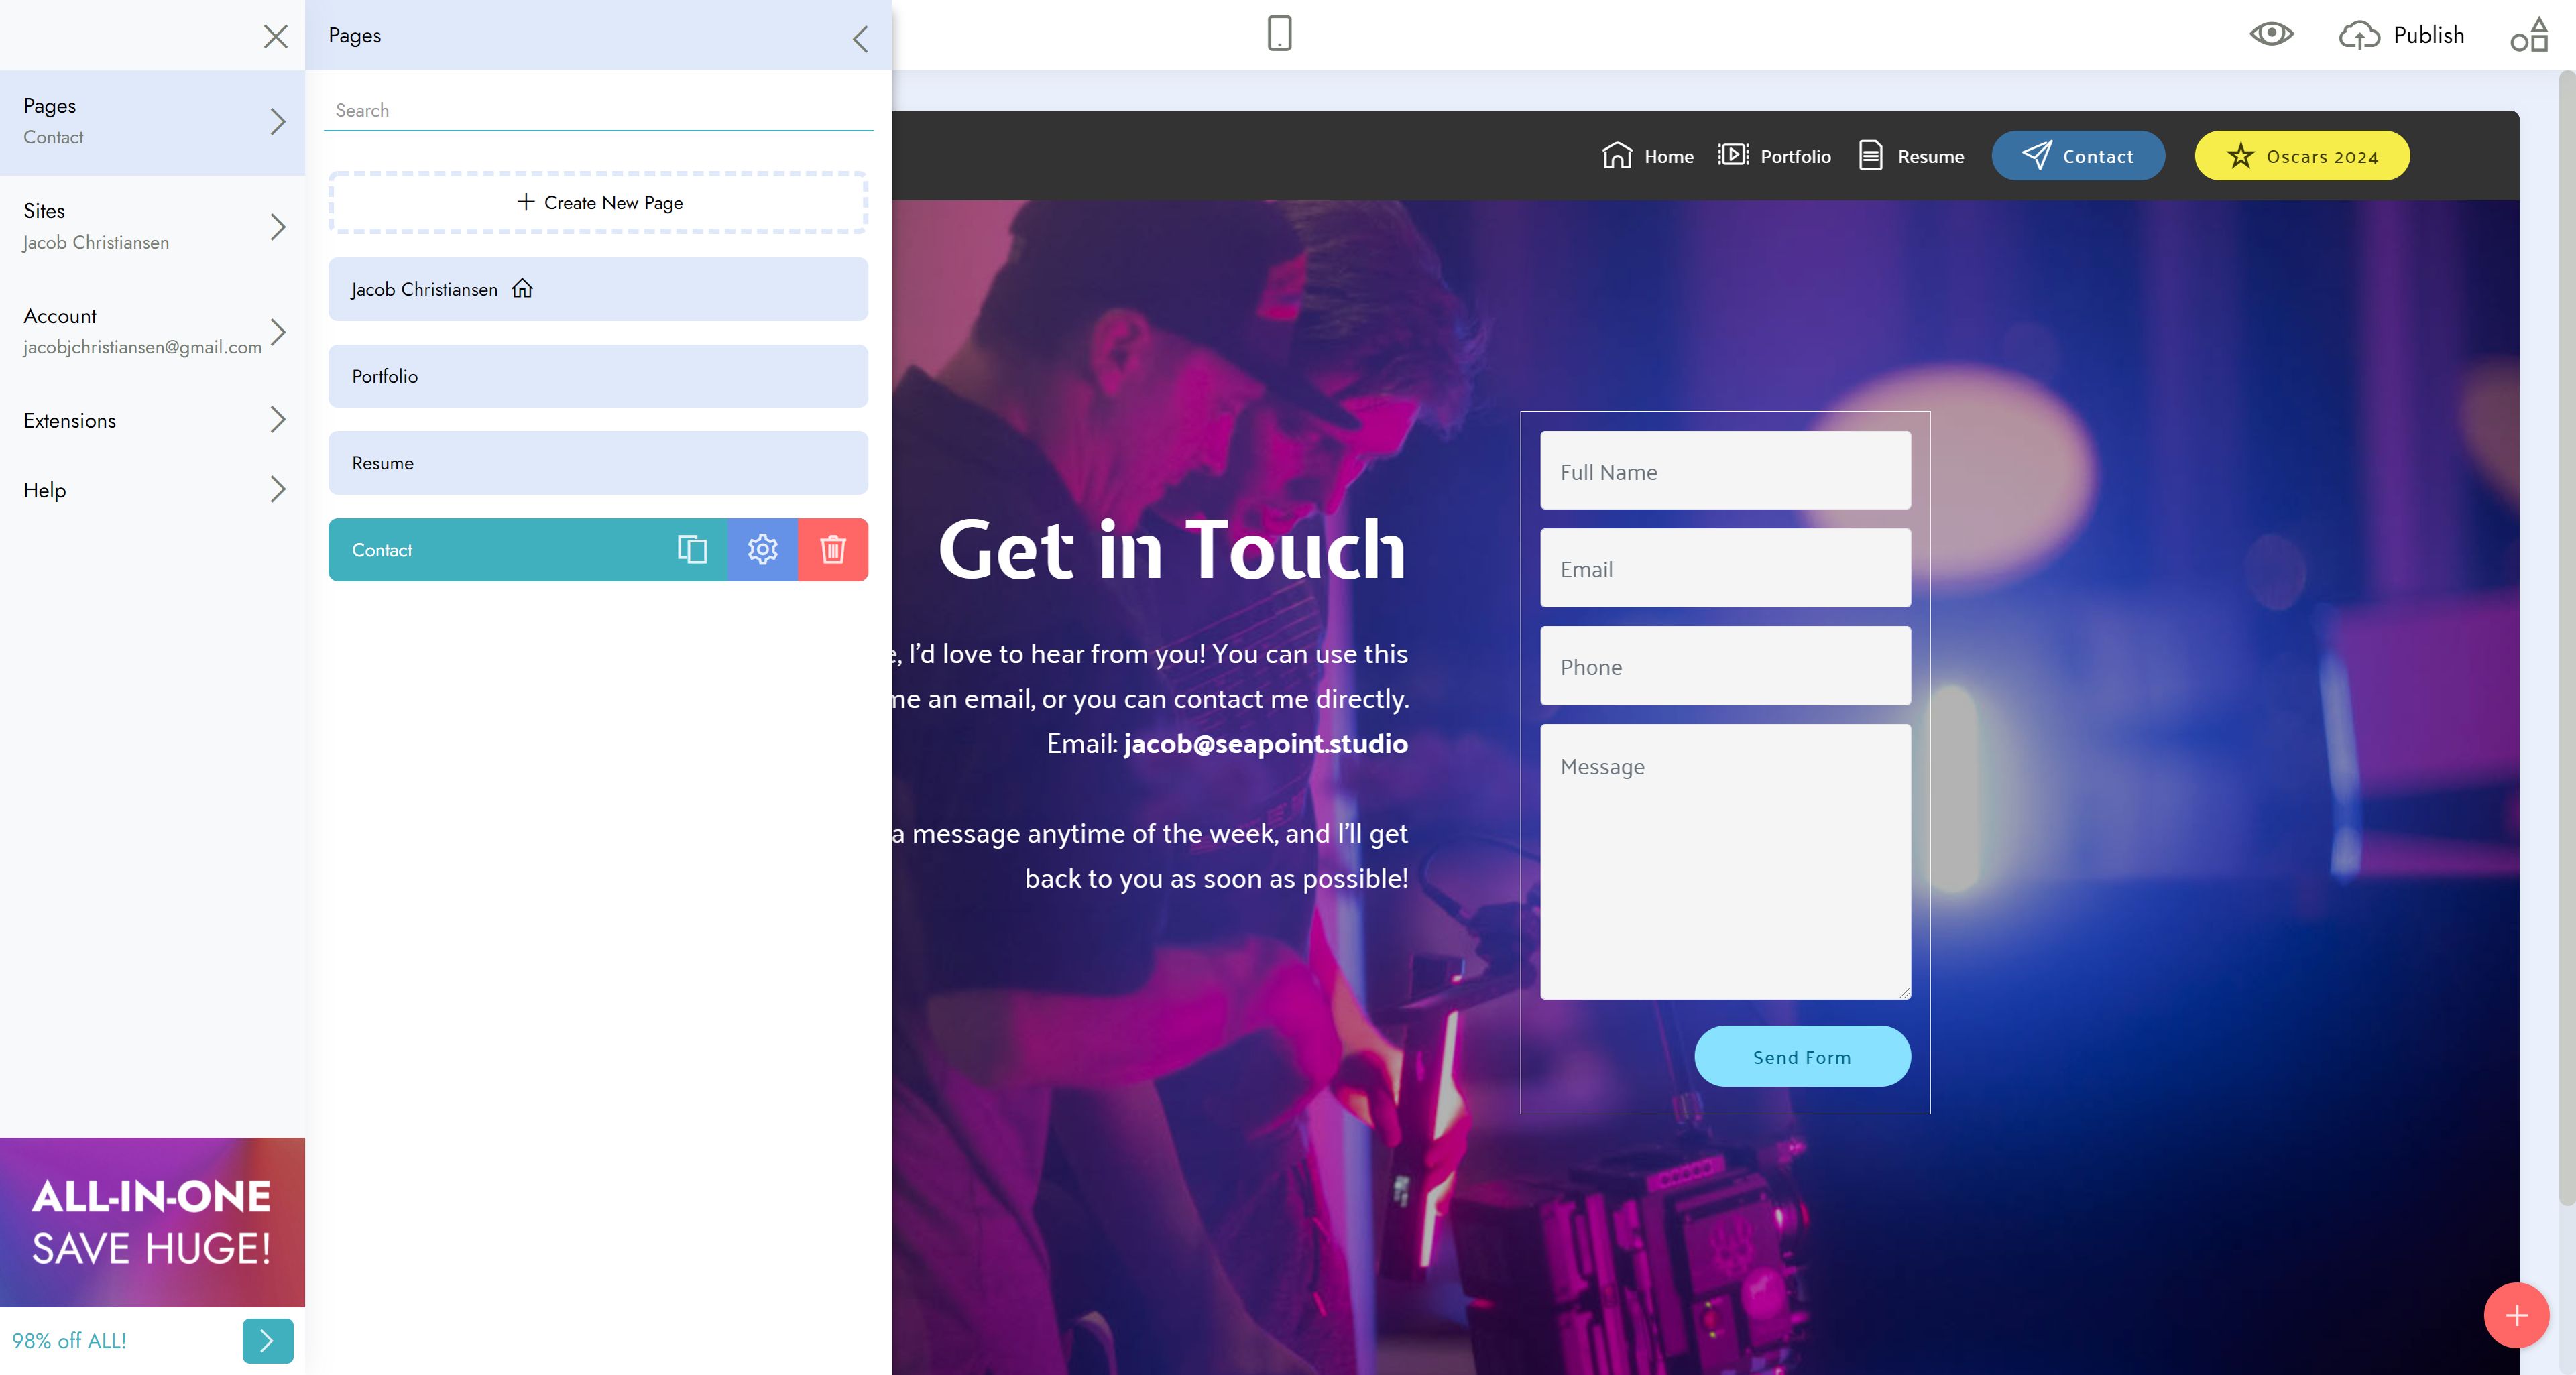 Pages
Publish
Pages
Contact
Sites
Jacob Christiansen
Account
jacobjchristiansen@gmail.com
Extensions
Help
ALL-IN-ONE
SAVE HUGE!
98% off ALL!
Search
Create New Page
Jacob Christiansen
Portfolio
Resume
Contact
Home
Portfolio
Resume
Contact
Oscars 2024
Get in Touch
, I'd love to hear from you! You can use this
an email, or you can contact me directly.
Email: jacob@seapoint.studio
a message anytime of the week, and I'll get
back to you as soon as possible!
Full Name
Email
Phone
Message
Send Form